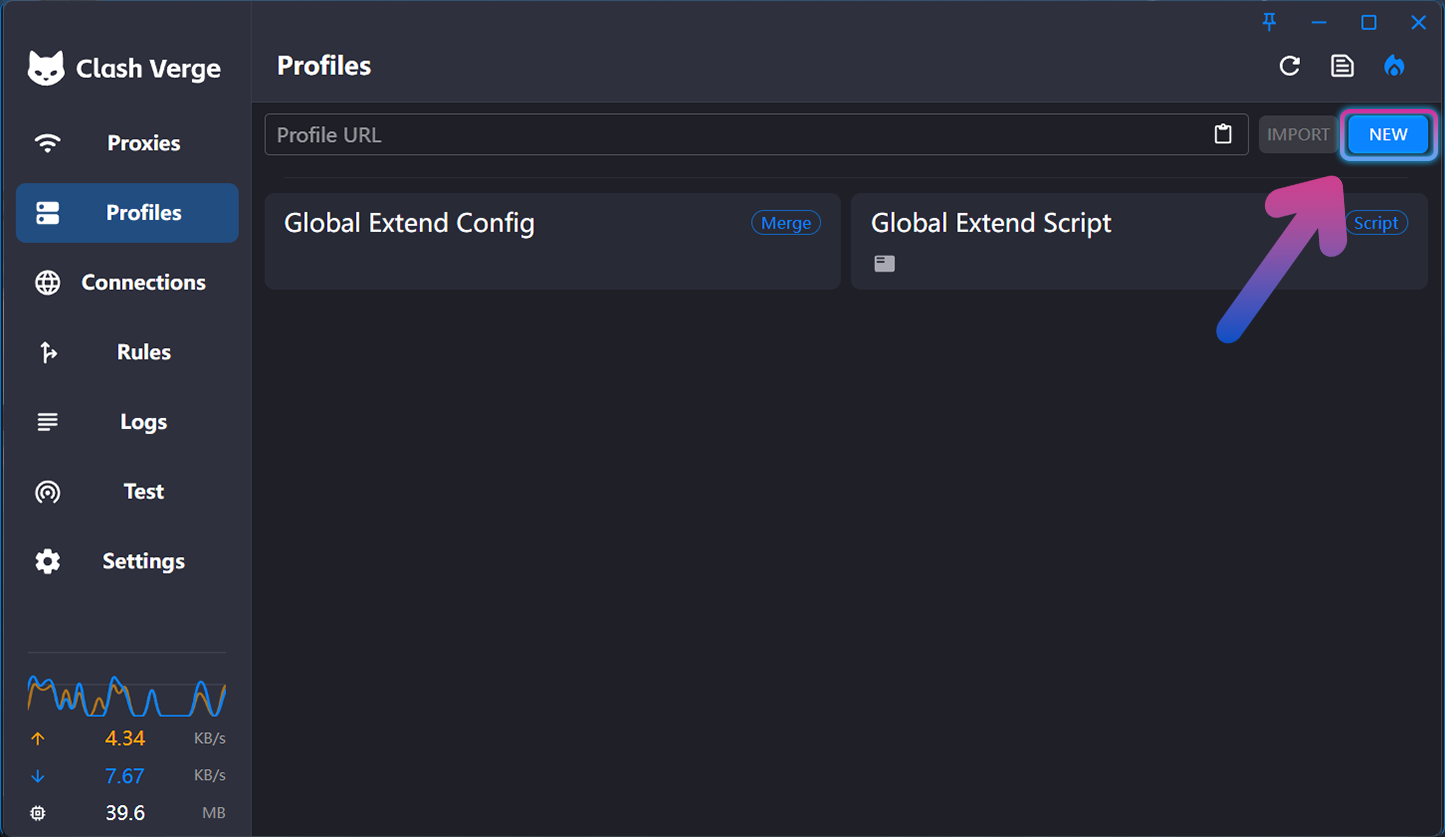 Clash Verge
Profiles
Profile URL
IMPORT
NEW
Proxies
Profiles
Connections
Rules
Logs
Test
Settings
Global Extend Config
Merge
Global Extend Script
Script
4.34 KB/s
7.67 KB/s
39.6 MB